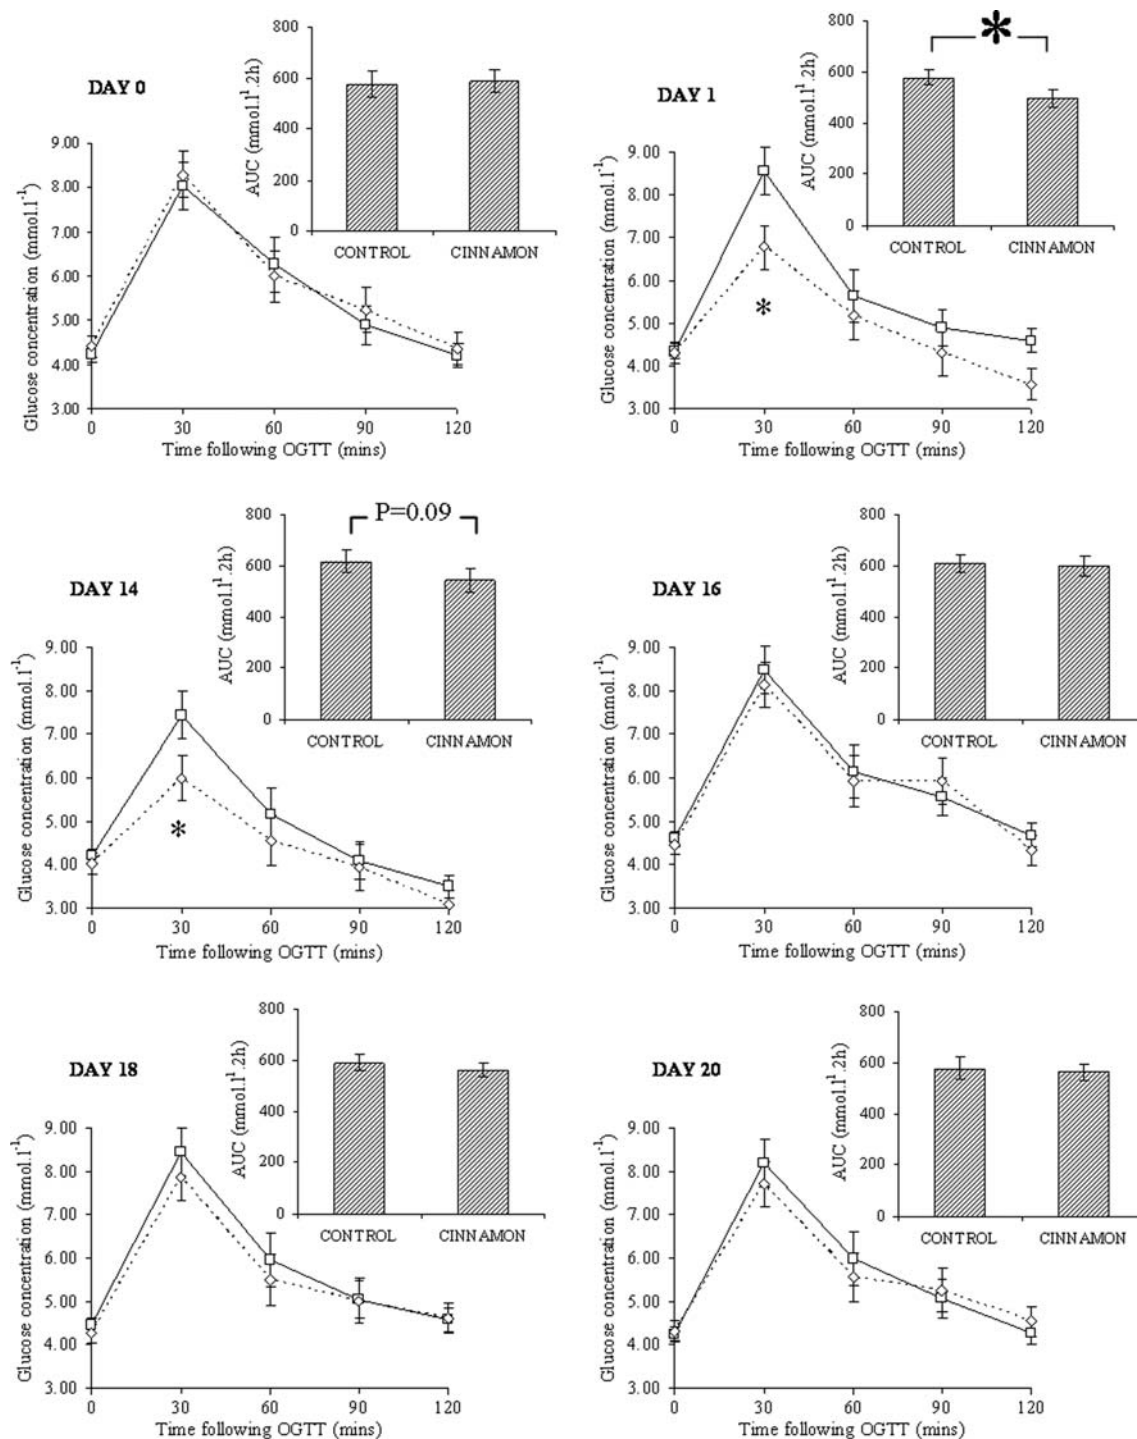 DAY 0
AUC (mmol.l¹.2h)
800
600
400
200
0
CONTROL CINNAMON
Glucose concentration (mmol.l⁻¹)
9.00
8.00
7.00
6.00
5.00
4.00
3.00
0 30 60 90 120
Time following OGTT (mins)
DAY 1
AUC (mmol.l¹.2h)
800
600
400
200
0
*
CONTROL CINNAMON
Glucose concentration (mmol.l⁻¹)
9.00
8.00
7.00
6.00
5.00
4.00
3.00
*
0 30 60 90 120
Time following OGTT (mins)
DAY 14
AUC (mmol.l¹.2h)
800
600
400
200
0
P=0.09
CONTROL CINNAMON
Glucose concentration (mmol.l⁻¹)
9.00
8.00
7.00
6.00
5.00
4.00
3.00
*
0 30 60 90 120
Time following OGTT (mins)
DAY 16
AUC (mmol.l¹.2h)
800
600
400
200
0
CONTROL CINNAMON
Glucose concentration (mmol.l⁻¹)
9.00
8.00
7.00
6.00
5.00
4.00
3.00
0 30 60 90 120
Time following OGTT (mins)
DAY 18
AUC (mmol.l¹.2h)
800
600
400
200
0
CONTROL CINNAMON
Glucose concentration (mmol.l⁻¹)
9.00
8.00
7.00
6.00
5.00
4.00
3.00
0 30 60 90 120
Time following OGTT (mins)
DAY 20
AUC (mmol.l¹.2h)
800
600
400
200
0
CONTROL CINNAMON
Glucose concentration (mmol.l⁻¹)
9.00
8.00
7.00
6.00
5.00
4.00
3.00
0 30 60 90 120
Time following OGTT (mins)